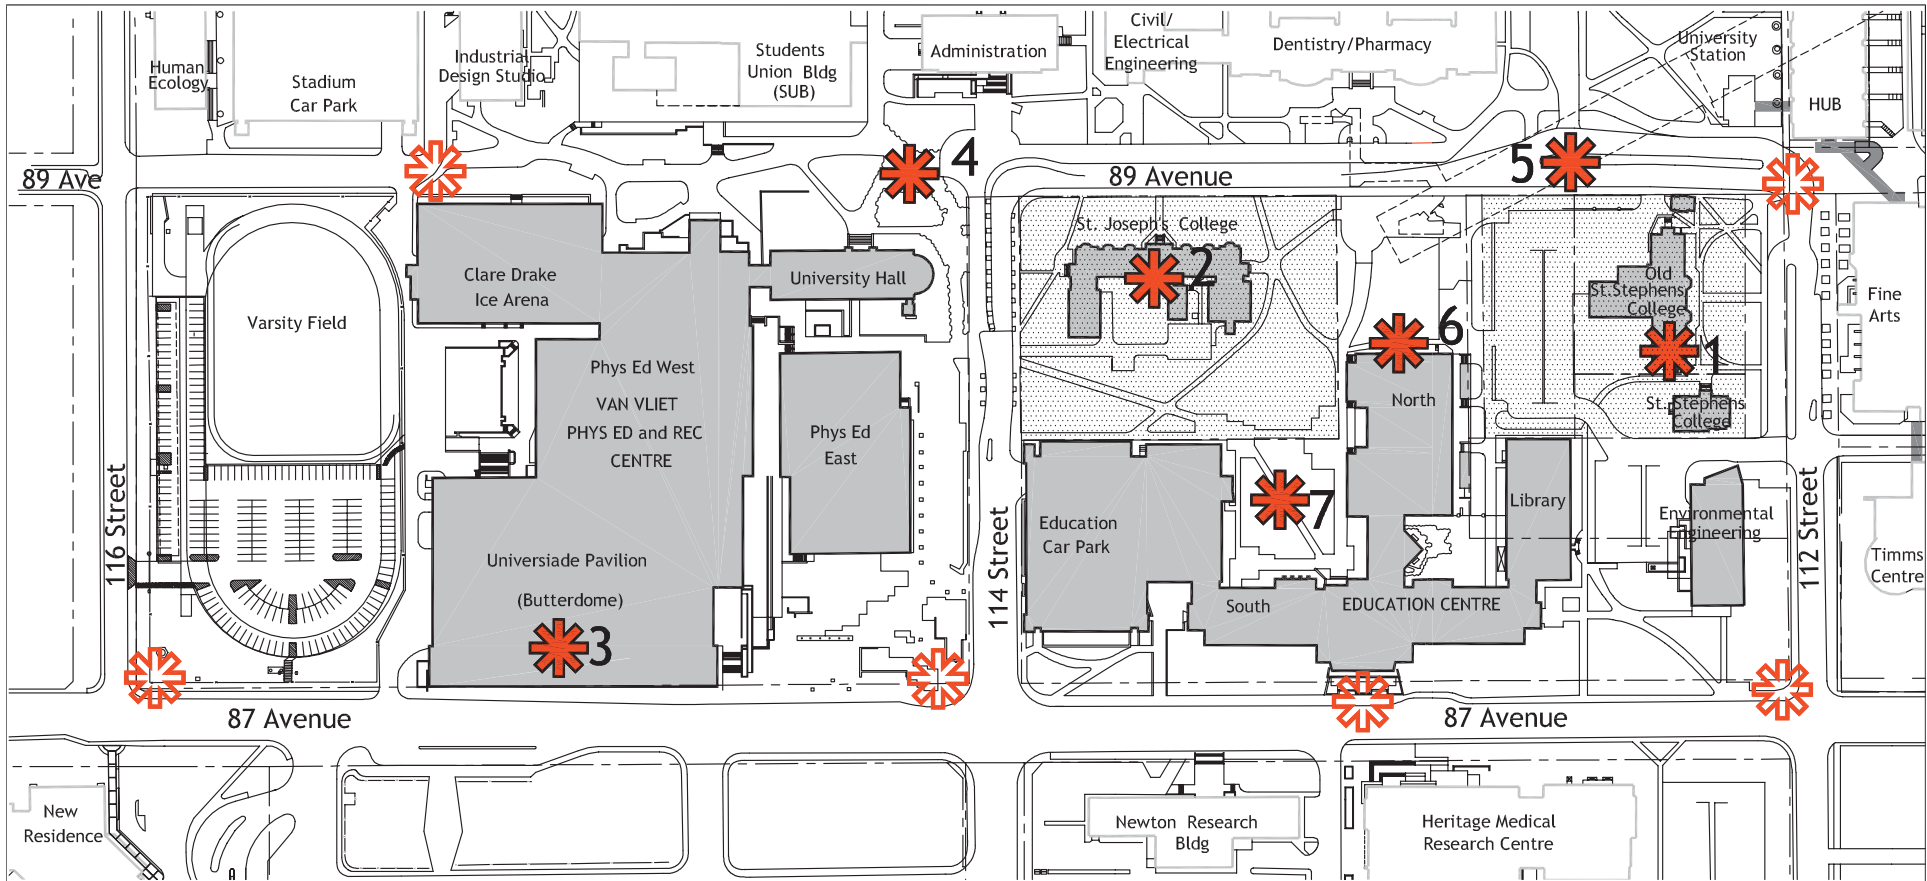 Human
Ecology
Stadium
Car Park
Industrial
Design Studio
Students
Union Bldg
(SUB)
Administration
Civil/
Electrical
Engineering
Dentistry/Pharmacy
University
Station
HUB
89 Ave
4
89 Avenue
5
Clare Drake
Ice Arena
University Hall
St. Joseph's College
2
Old
St.Stephens
College
Fine
Arts
Varsity Field
6
1
Phys Ed West
VAN VLIET
PHYS ED and REC
CENTRE
Phys Ed
East
North
St. Stephens
College
116 Street
114 Street
Education
Car Park
7
Library
Environmental
Engineering
112 Street
Timms
Centre
Universiade Pavilion
(Butterdome)
3
South
EDUCATION CENTRE
87 Avenue
87 Avenue
New
Residence
Newton Research
Bldg
Heritage Medical
Research Centre